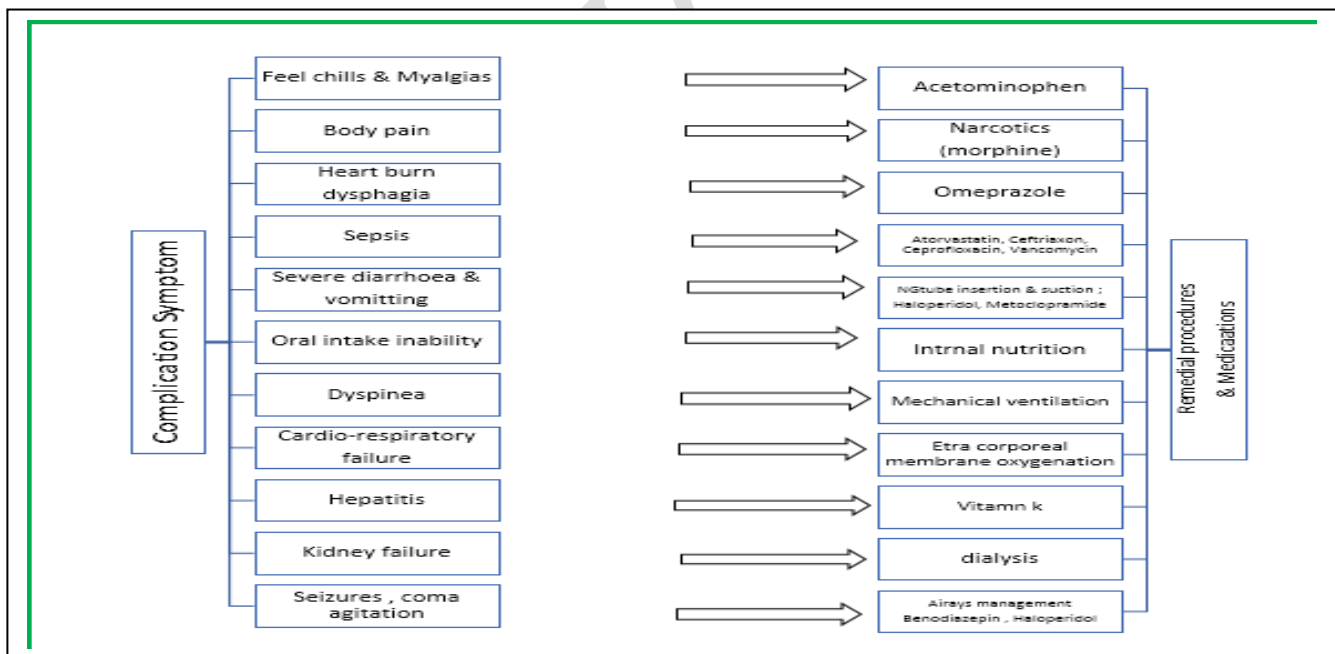 Complication Symptom
Feel chills & Myalgias
Body pain
Heart burn
dysphagia
Sepsis
Severe diarrhoea &
vomitting
Oral intake inability
Dyspinea
Cardio-respiratory
failure
Hepatitis
Kidney failure
Seizures , coma
agitation
Acetominophen
Narcotics
(morphine)
Omeprazole
Atorvastatin, Ceftriaxon,
Ceprofloxacin, Vancomycin
NGtube insertion & suction ;
Haloperidol, Metoclopramide
Intrnal nutrition
Mechanical ventilation
Etra corporeal
membrane oxygenation
Vitamn k
dialysis
Airays management
Benodiazepin , Haloperidol
Remedial procedures
& Medicaations